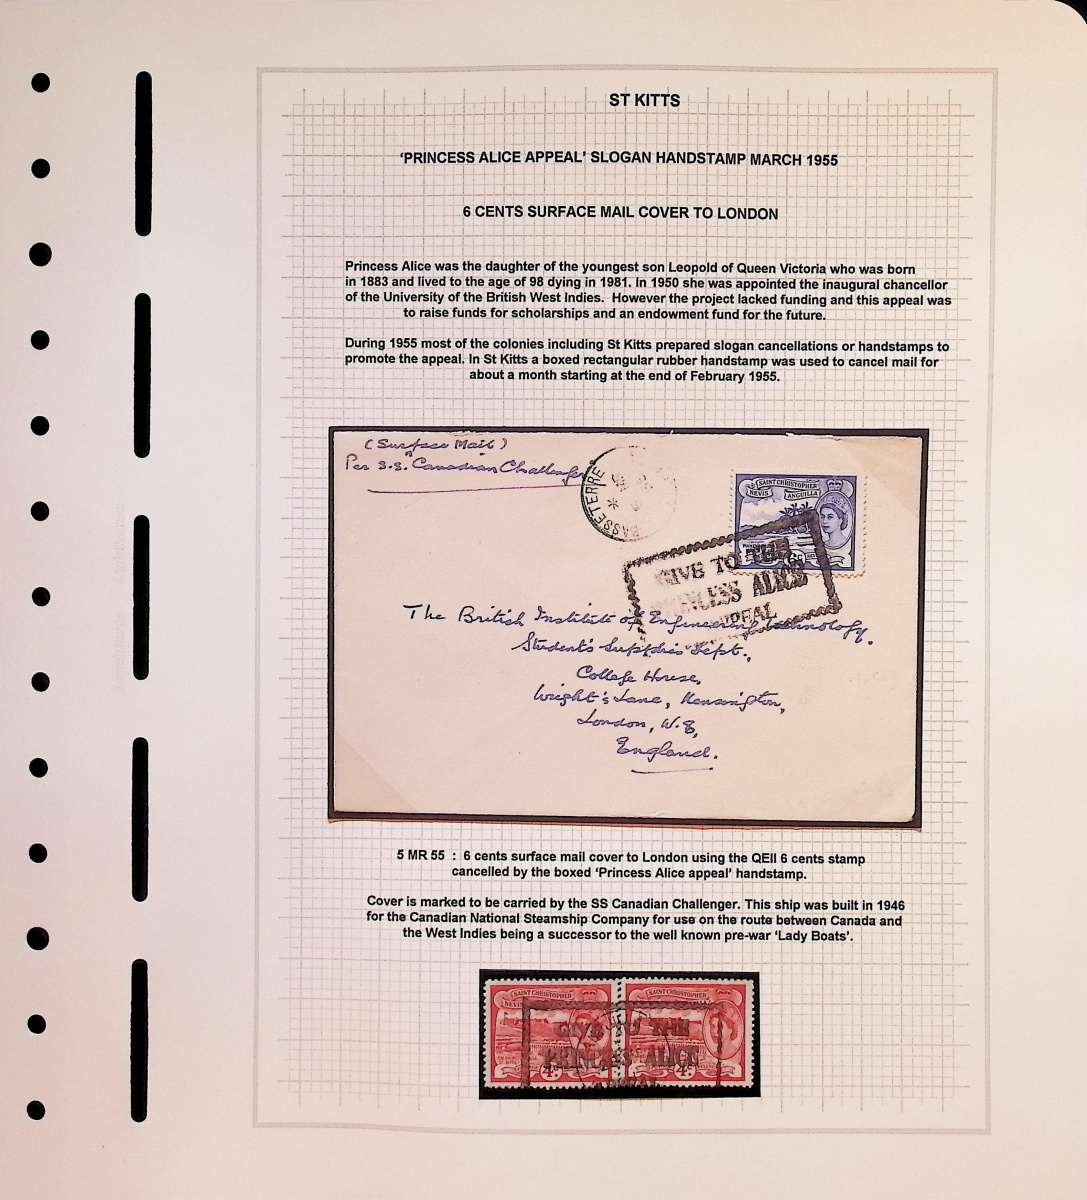 ST KITTS
‘PRINCESS ALICE APPEAL’ SLOGAN HANDSTAMP MARCH 1955
6 CENTS SURFACE MAIL COVER TO LONDON
Princess Alice was the daughter of the youngest son Leopold of Queen Victoria who was born
in 1883 and lived to the age of 98 dying in 1981. In 1950 she was appointed the inaugural chancellor
of the University of the British West Indies. However the project lacked funding and this appeal was
to raise funds for scholarships and an endowment fund for the future.
During 1955 most of the colonies including St Kitts prepared slogan cancellations or handstamps to
promote the appeal. In St Kitts a boxed rectangular rubber handstamp was used to cancel mail for
about a month starting at the end of February 1955.
(Surface Mail)
Per S.S. Canadian Challenger
BASSETERRE
SAINT CHRISTOPHER
NEVIS ANGUILLA
GIVE TO THE
PRINCESS ALICE
APPEAL
The British Institute of Engineering Technology,
Student's Supplies Dept.,
College House,
Wright's Lane, Kensington,
London, W.8,
England.
5 MR 55 : 6 cents surface mail cover to London using the QEII 6 cents stamp
cancelled by the boxed ‘Princess Alice appeal’ handstamp.
Cover is marked to be carried by the SS Canadian Challenger. This ship was built in 1946
for the Canadian National Steamship Company for use on the route between Canada and
the West Indies being a successor to the well known pre-war ‘Lady Boats’.
SAINT CHRISTOPHER SAINT CHRISTOPHER
NEVIS
GIVE TO THE
PRINCESS ALICE
APPEAL
4c 4c